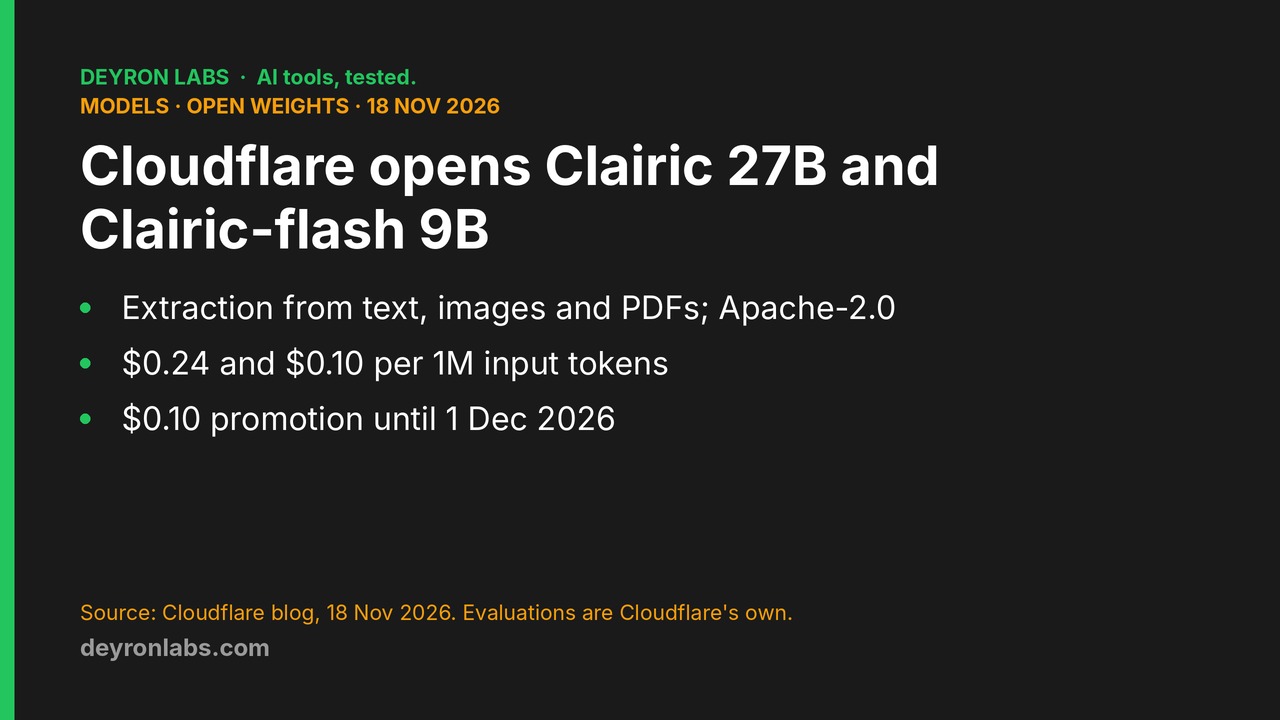 DEYRON LABS · AI tools, tested.
MODELS · OPEN WEIGHTS · 18 NOV 2026
Cloudflare opens Clairic 27B and
Clairic-flash 9B
• Extraction from text, images and PDFs; Apache-2.0
• $0.24 and $0.10 per 1M input tokens
• $0.10 promotion until 1 Dec 2026
Source: Cloudflare blog, 18 Nov 2026. Evaluations are Cloudflare's own.
deyronlabs.com